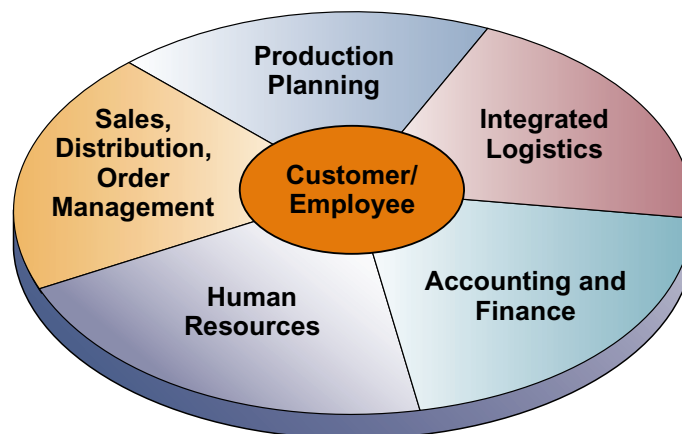 Production
Planning
Sales,
Distribution,
Order
Management
Integrated
Logistics
Customer/
Employee
Human
Resources
Accounting and
Finance